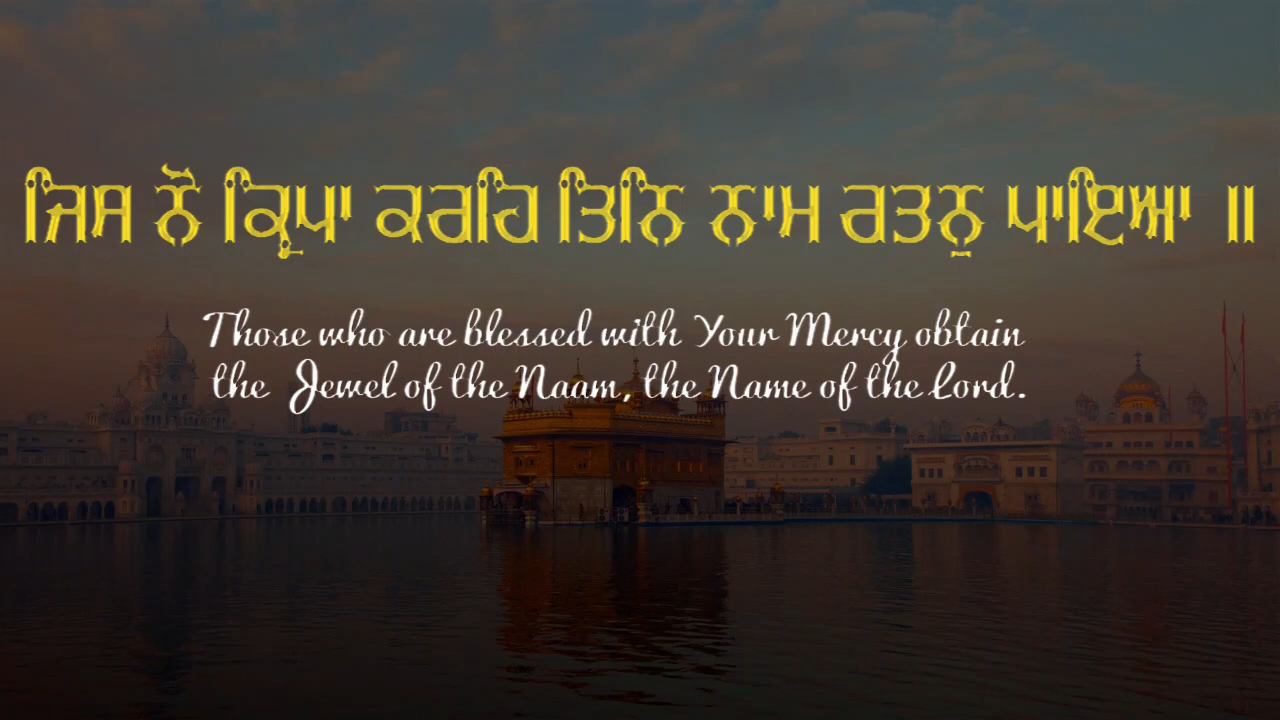 ਜਿਸ ਨੋ ਕ੍ਰਿਪਾ ਕਰਹਿ ਤਿਨਿ ਨਾਮ ਰਤਨੁ ਪਾਇਆ ॥
Those who are blessed with Your Mercy obtain
the Jewel of the Naam, the Name of the Lord.